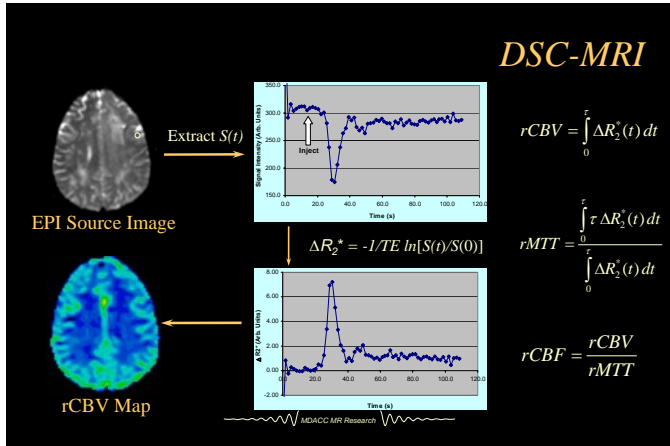 DSC-MRI
Extract S(t)
EPI Source Image
Signal Intensity (Arb. Units)
350.0
300.0
250.0
200.0
150.0
Inject
0.0 20.0 40.0 60.0 80.0 100.0 120.0
Time (s)
rCBV = ∫₀^τ ΔR₂*(t) dt
ΔR₂* = -1/TE ln[S(t)/S(0)]
rMTT = ∫₀^τ τ ΔR₂*(t) dt / ∫₀^τ ΔR₂*(t) dt
Δ R2* (Arb. Units)
8.00
6.00
4.00
2.00
0.00
-2.00
0.0 20.0 40.0 60.0 80.0 100.0 120.0
Time (s)
rCBV Map
rCBF = rCBV / rMTT
MDACC MR Research